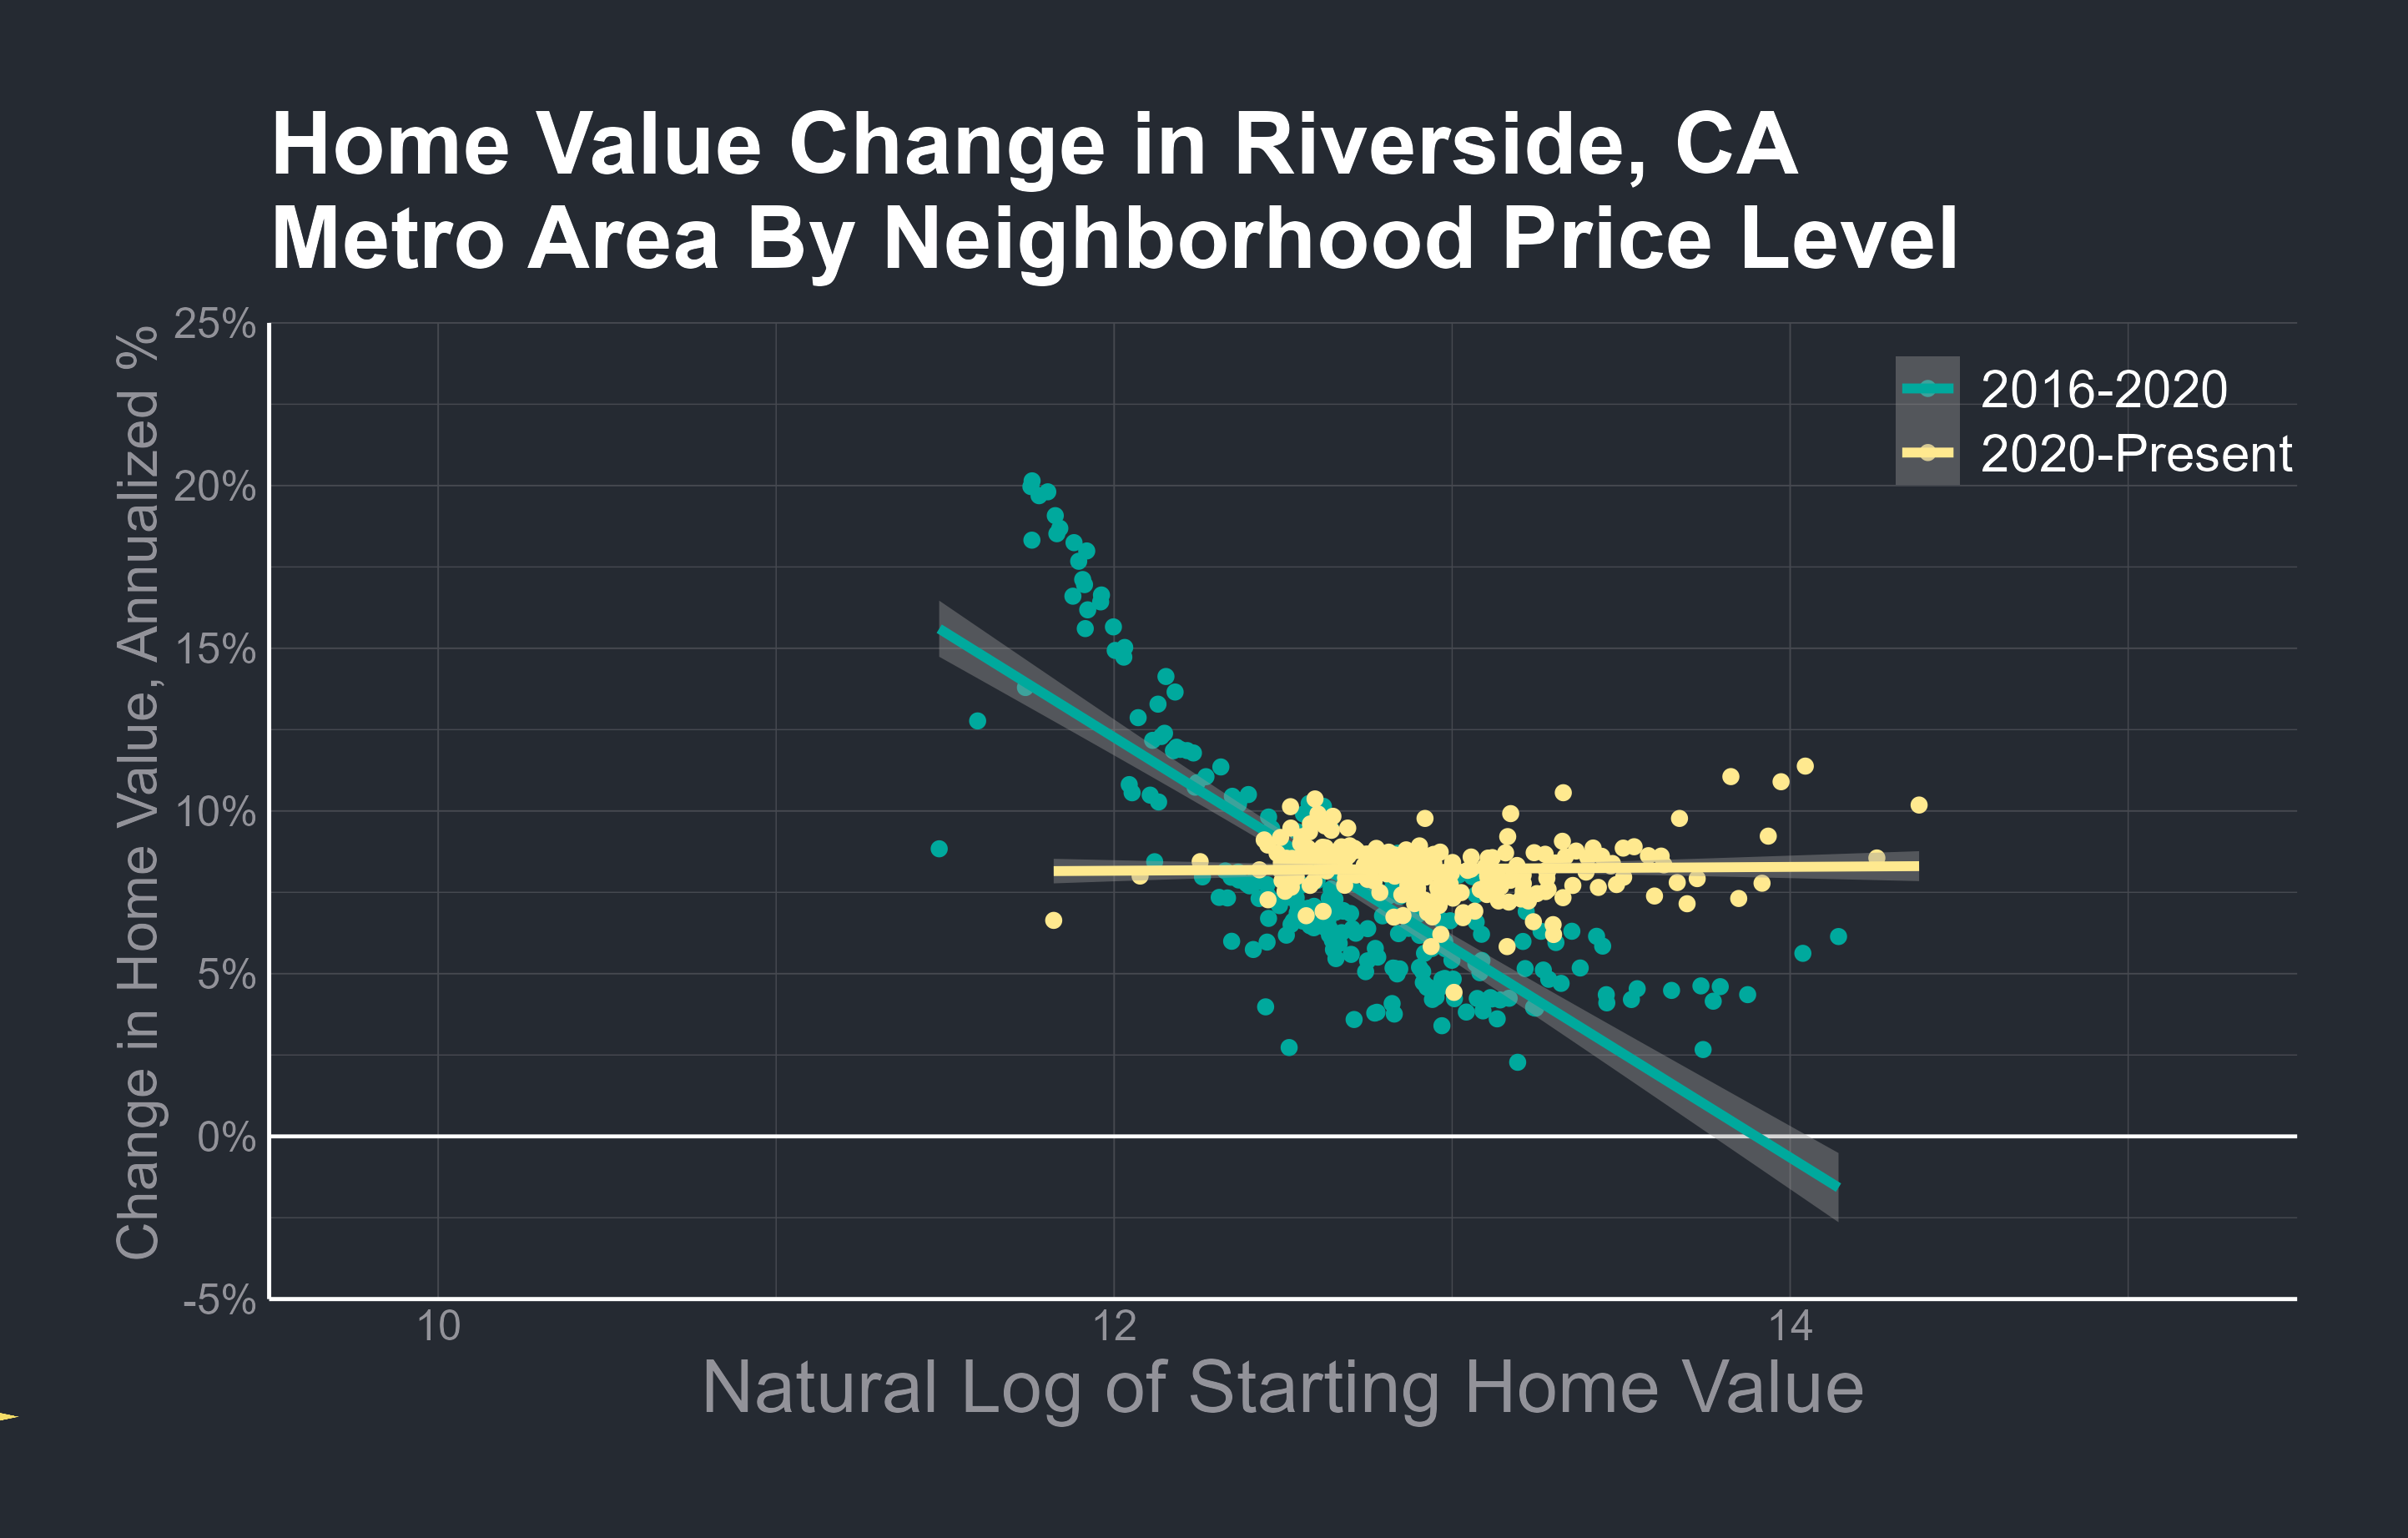 Home Value Change in Riverside, CA
Metro Area By Neighborhood Price Level
Change in Home Value, Annualized %
25%
20%
15%
10%
5%
0%
-5%
2016-2020
2020-Present
10
12
14
Natural Log of Starting Home Value